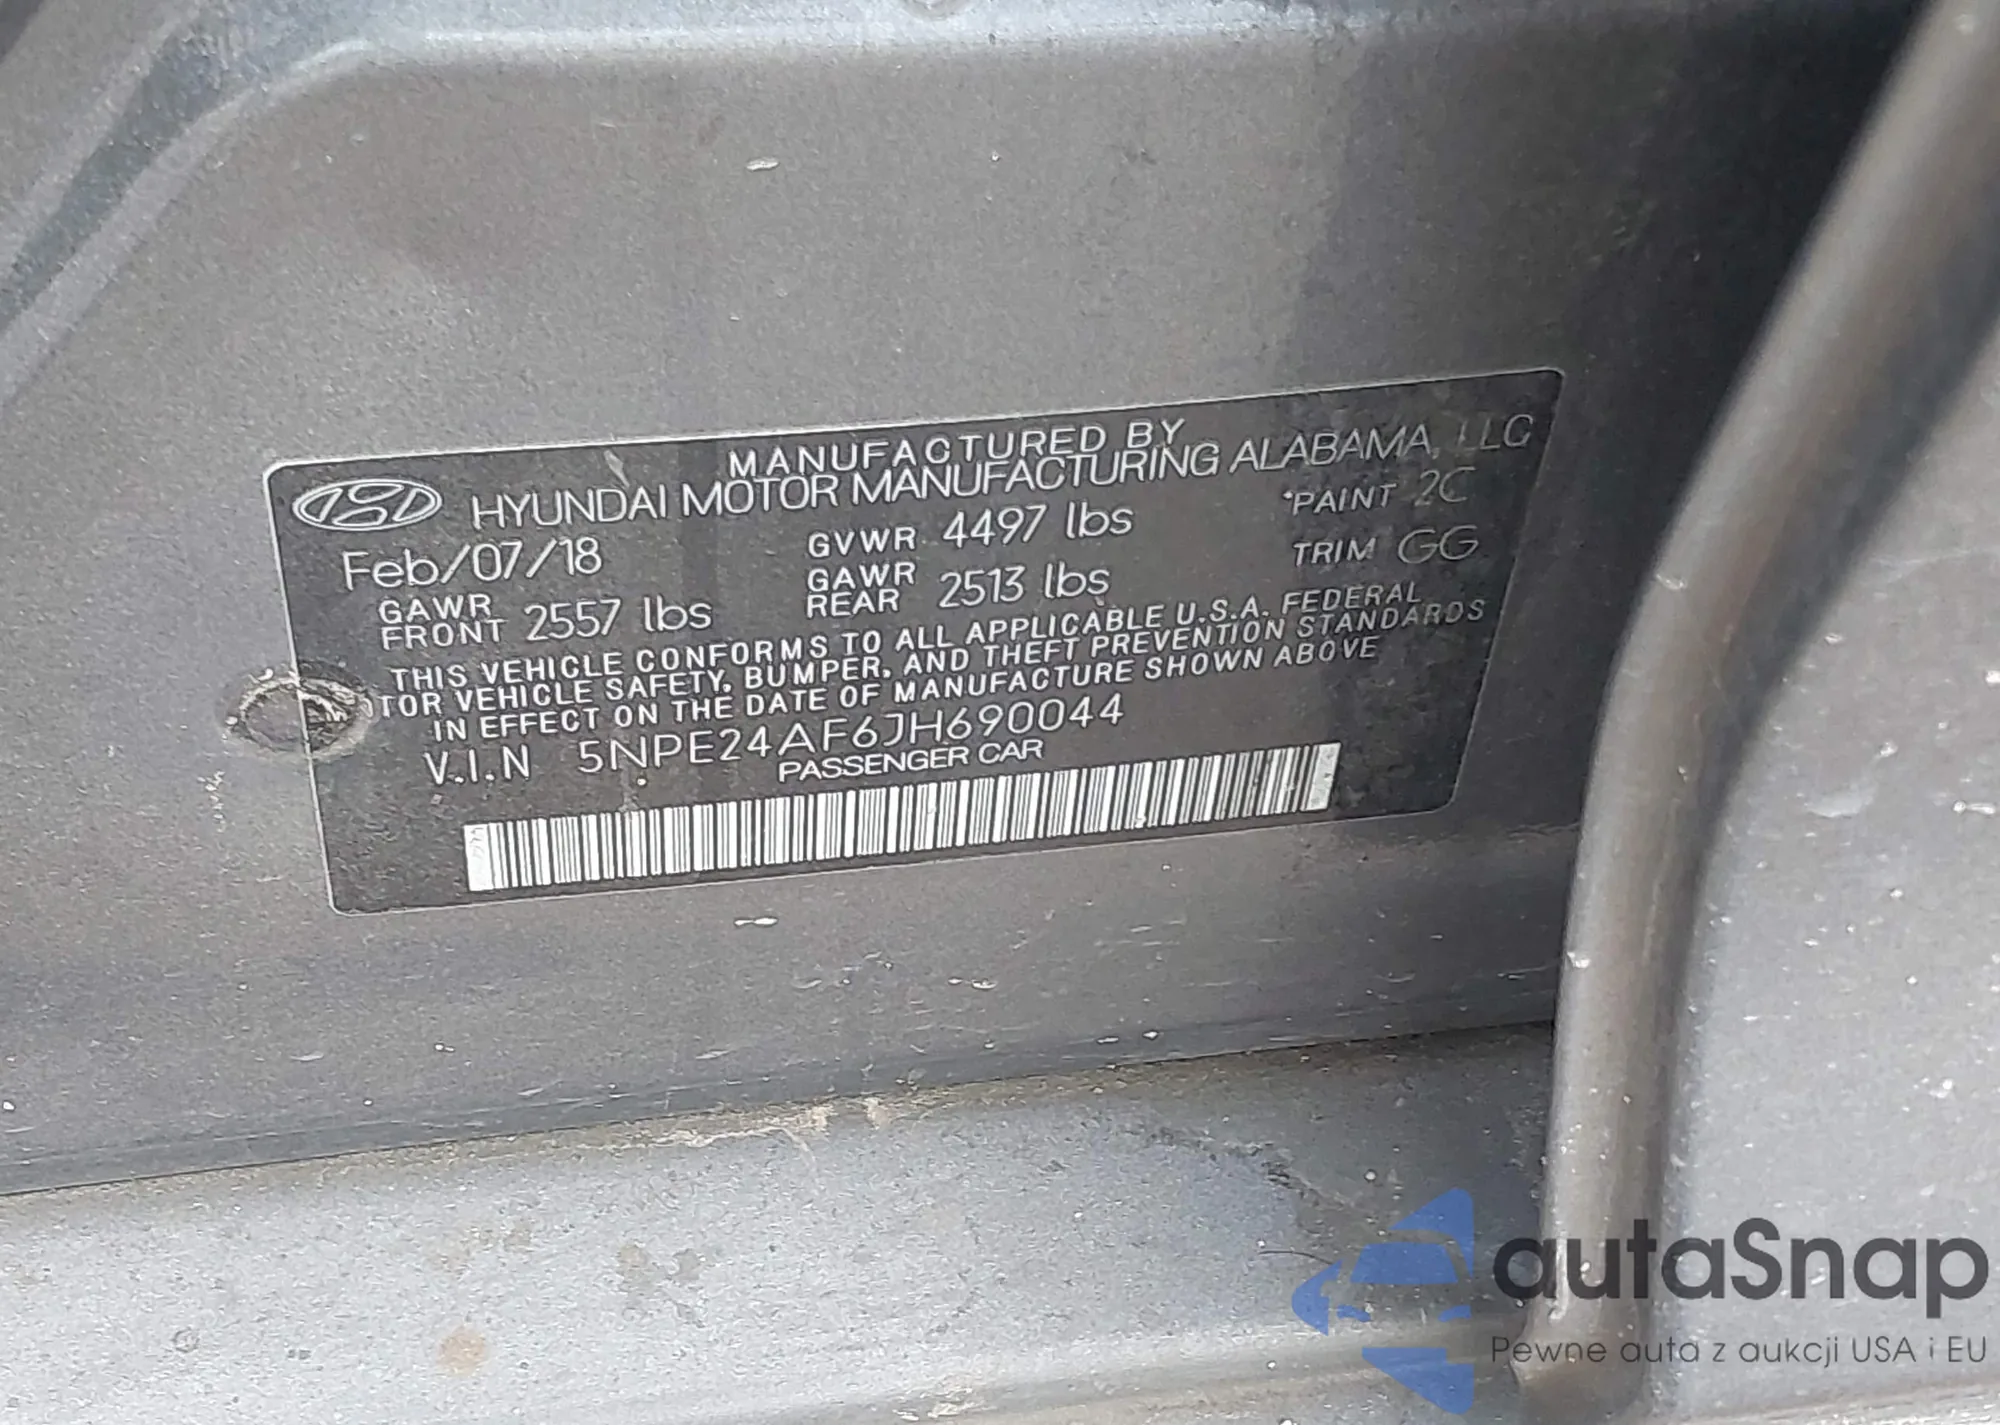 MANUFACTURED BY
HYUNDAI MOTOR MANUFACTURING ALABAMA, LLC
Feb/07/18 GVWR 4497 lbs *PAINT 2C
GAWR FRONT 2557 lbs GAWR REAR 2513 lbs TRIM GG
THIS VEHICLE CONFORMS TO ALL APPLICABLE U.S.A. FEDERAL
TOR VEHICLE SAFETY, BUMPER, AND THEFT PREVENTION STANDARDS
IN EFFECT ON THE DATE OF MANUFACTURE SHOWN ABOVE
V.I.N 5NPE24AF6JH690044
PASSENGER CAR
autaSnap
Pewne auta z aukcji USA i EU